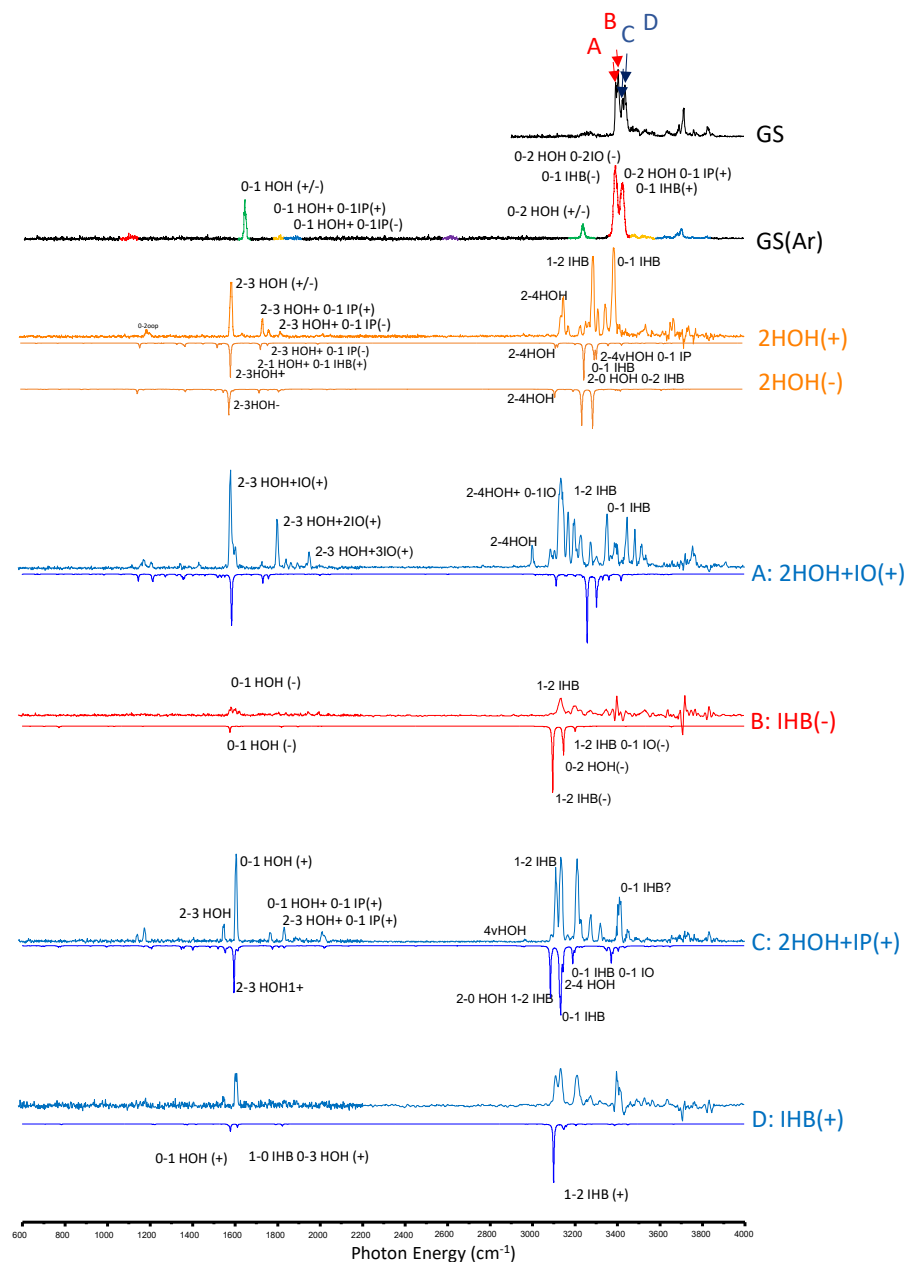 B
C D
A
GS
0-2 HOH 0-2IO (-)
0-1 IHB(-)
0-2 HOH 0-1 IP(+)
0-1 IHB(+)
0-1 HOH (+/-)
0-1 HOH+ 0-1IP(+)
0-1 HOH+ 0-1IP(-)
0-2 HOH (+/-)
GS(Ar)
1-2 IHB
0-1 IHB
2-3 HOH (+/-)
2-4HOH
0-2oop
2-3 HOH+ 0-1 IP(+)
2-3 HOH+ 0-1 IP(-)
2HOH(+)
2-3 HOH+ 0-1 IP(-)
2-1 HOH+ 0-1 IHB(+)
2-3HOH+
2-4HOH
2-4vHOH 0-1 IP
0-1 IHB
2-0 HOH 0-2 IHB
2HOH(-)
2-3HOH-
2-4HOH
2-3 HOH+IO(+)
2-4HOH+ 0-1IO
1-2 IHB
0-1 IHB
2-3 HOH+2IO(+)
2-4HOH
2-3 HOH+3IO(+)
A: 2HOH+IO(+)
0-1 HOH (-)
1-2 IHB
B: IHB(-)
0-1 HOH (-)
1-2 IHB 0-1 IO(-)
0-2 HOH(-)
1-2 IHB(-)
0-1 HOH (+)
1-2 IHB
0-1 IHB?
2-3 HOH
0-1 HOH+ 0-1 IP(+)
2-3 HOH+ 0-1 IP(+)
4vHOH
C: 2HOH+IP(+)
2-3 HOH1+
0-1 IHB 0-1 IO
2-4 HOH
2-0 HOH 1-2 IHB
0-1 IHB
D: IHB(+)
0-1 HOH (+)
1-0 IHB 0-3 HOH (+)
1-2 IHB (+)
600 800 1000 1200 1400 1600 1800 2000 2200 2400 2600 2800 3000 3200 3400 3600 3800 4000
Photon Energy (cm-1)